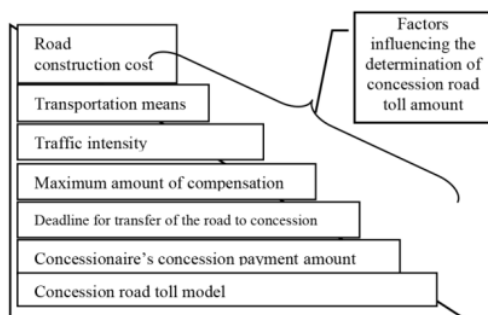 Road
construction cost
Transportation means
Traffic intensity
Maximum amount of compensation
Deadline for transfer of the road to concession
Concessionaire's concession payment amount
Concession road toll model
Factors
influencing the
determination of
concession road
toll amount